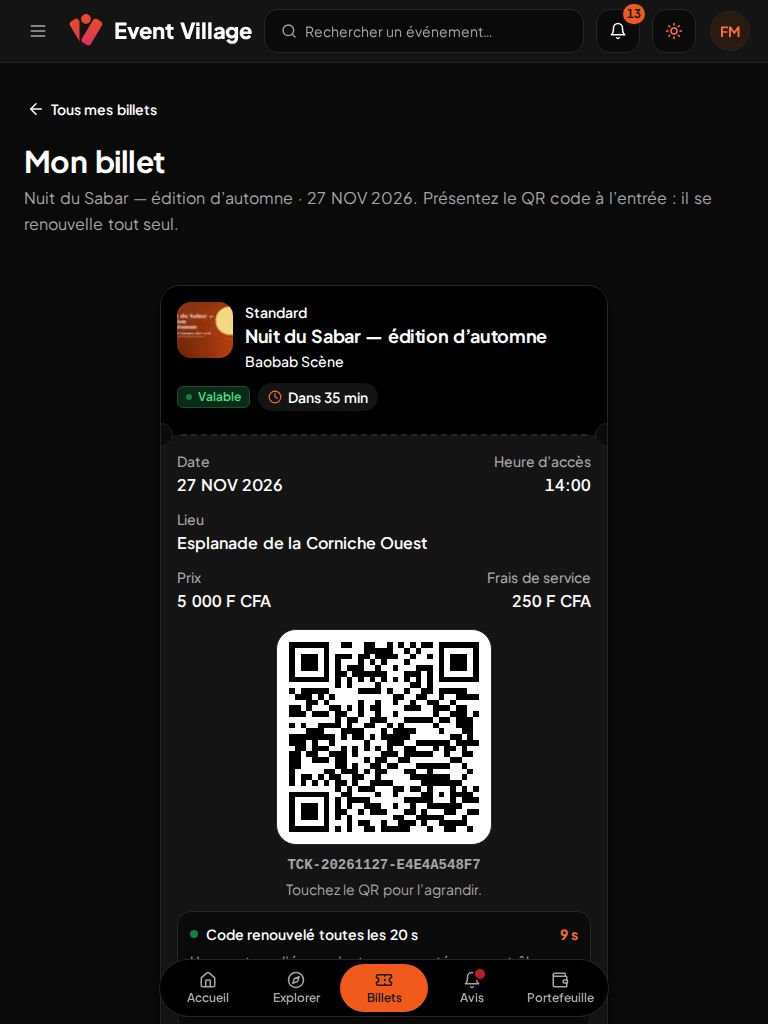 Event Village
Rechercher un événement…
13
FM
Tous mes billets
Mon billet
Nuit du Sabar — édition d’automne · 27 NOV 2026. Présentez le QR code à l’entrée : il se
renouvelle tout seul.
Standard
Nuit du Sabar — édition d’automne
Baobab Scène
Valable
Dans 35 min
Date
Heure d’accès
27 NOV 2026
14:00
Lieu
Esplanade de la Corniche Ouest
Prix
Frais de service
5 000 F CFA
250 F CFA
TCK-20261127-E4E4A548F7
Touchez le QR pour l’agrandir.
Code renouvelé toutes les 20 s
9 s
Accueil
Explorer
Billets
Avis
Portefeuille